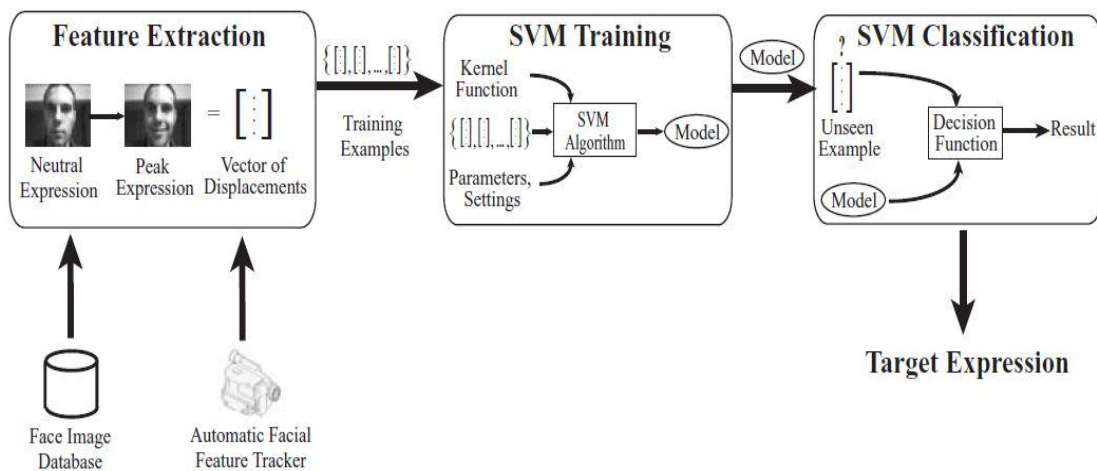 Feature Extraction
Neutral
Expression
Peak
Expression
=
Vector of
Displacements
Face Image
Database
Automatic Facial
Feature Tracker
{[⋮],[⋮],...,[⋮]}
Training
Examples
SVM Training
Kernel
Function
{[⋮],[⋮],...,[⋮]}
Parameters,
Settings
SVM
Algorithm
Model
Model
SVM Classification
?
Unseen
Example
Model
Decision
Function
Result
Target Expression